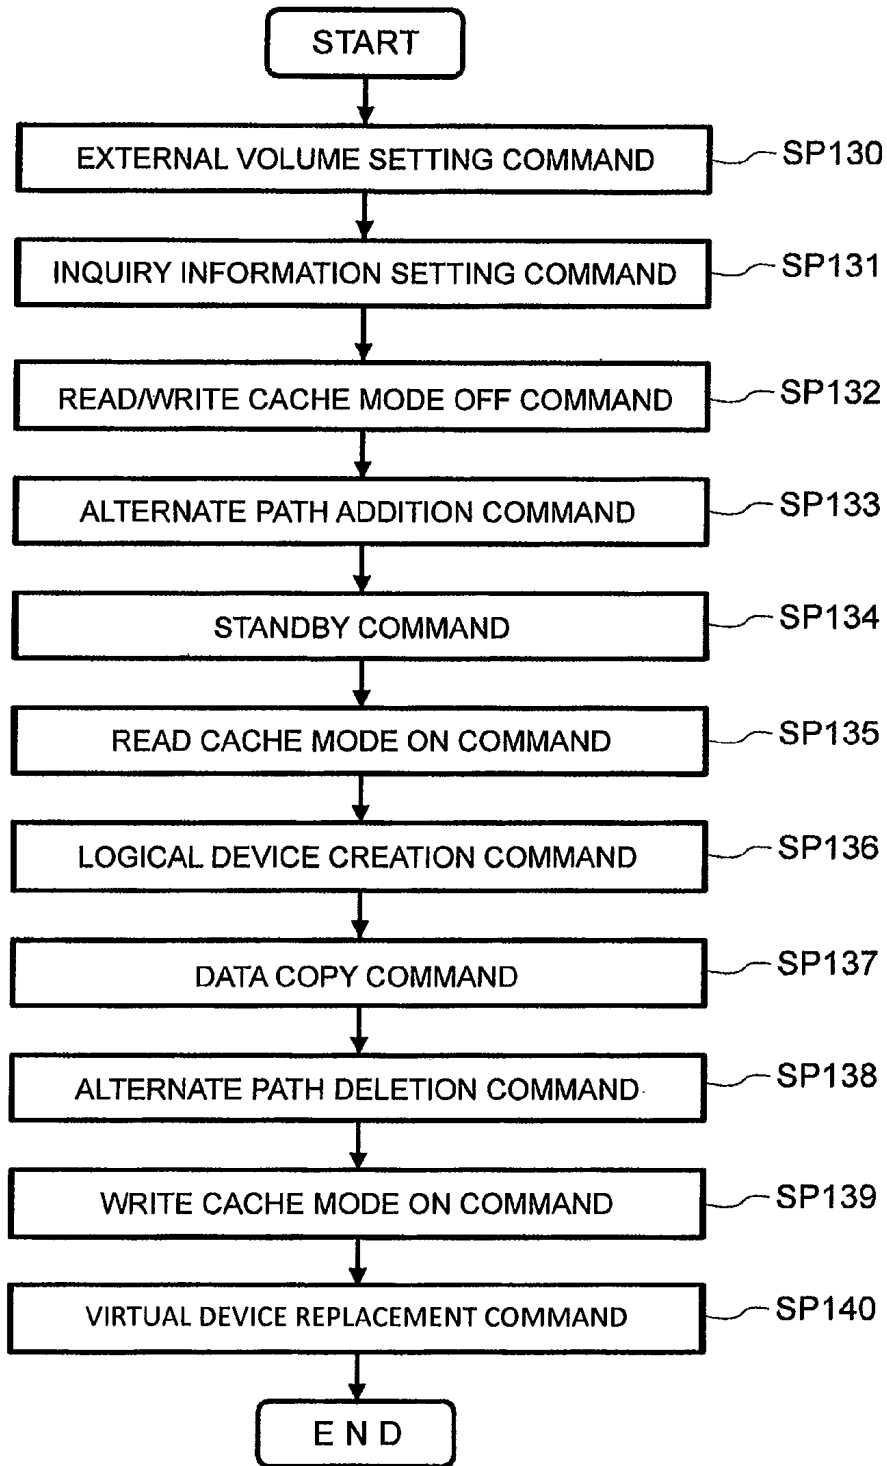 START
EXTERNAL VOLUME SETTING COMMAND
SP130
INQUIRY INFORMATION SETTING COMMAND
SP131
READ/WRITE CACHE MODE OFF COMMAND
SP132
ALTERNATE PATH ADDITION COMMAND
SP133
STANDBY COMMAND
SP134
READ CACHE MODE ON COMMAND
SP135
LOGICAL DEVICE CREATION COMMAND
SP136
DATA COPY COMMAND
SP137
ALTERNATE PATH DELETION COMMAND
SP138
WRITE CACHE MODE ON COMMAND
SP139
VIRTUAL DEVICE REPLACEMENT COMMAND
SP140
E N D